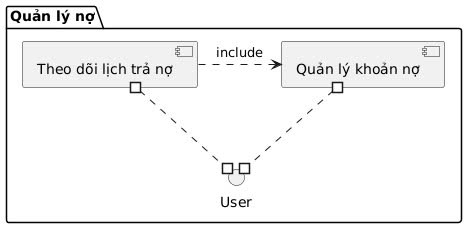 Quản lý nợ
include
Theo dõi lịch trả nợ
Quản lý khoản nợ
User